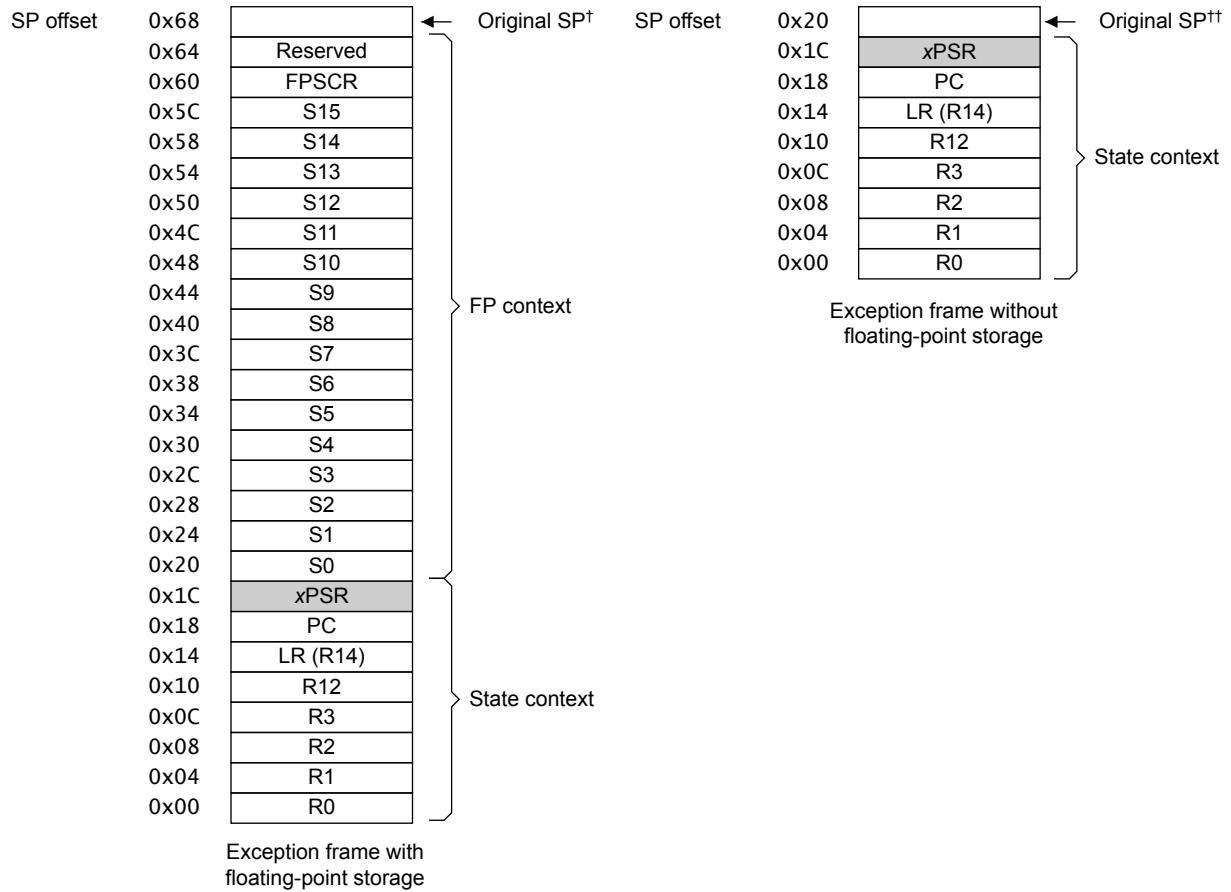 SP offset 0x68 Original SP†
0x64 Reserved
0x60 FPSCR
0x5C S15
0x58 S14
0x54 S13
0x50 S12
0x4C S11
0x48 S10
0x44 S9
0x40 S8
0x3C S7
0x38 S6
0x34 S5
0x30 S4
0x2C S3
0x28 S2
0x24 S1
0x20 S0
FP context
0x1C xPSR
0x18 PC
0x14 LR (R14)
0x10 R12
0x0C R3
0x08 R2
0x04 R1
0x00 R0
State context
Exception frame with
floating-point storage
SP offset 0x20 Original SP††
0x1C xPSR
0x18 PC
0x14 LR (R14)
0x10 R12
0x0C R3
0x08 R2
0x04 R1
0x00 R0
State context
Exception frame without
floating-point storage